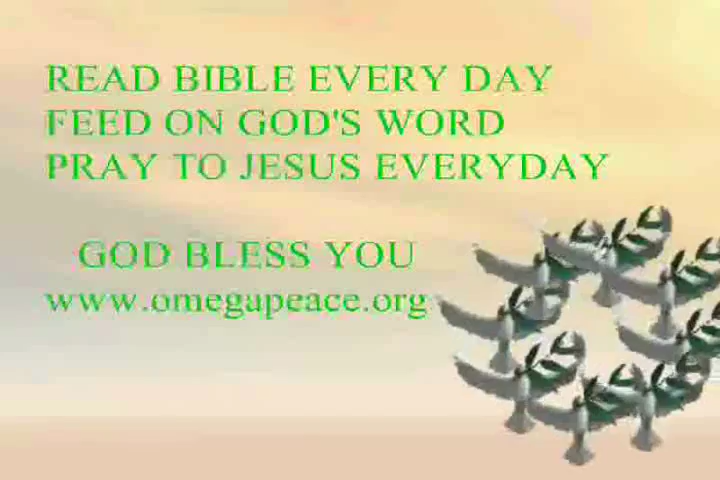 READ BIBLE EVERY DAY
FEED ON GOD'S WORD
PRAY TO JESUS EVERYDAY
GOD BLESS YOU
www.omegapeace.org